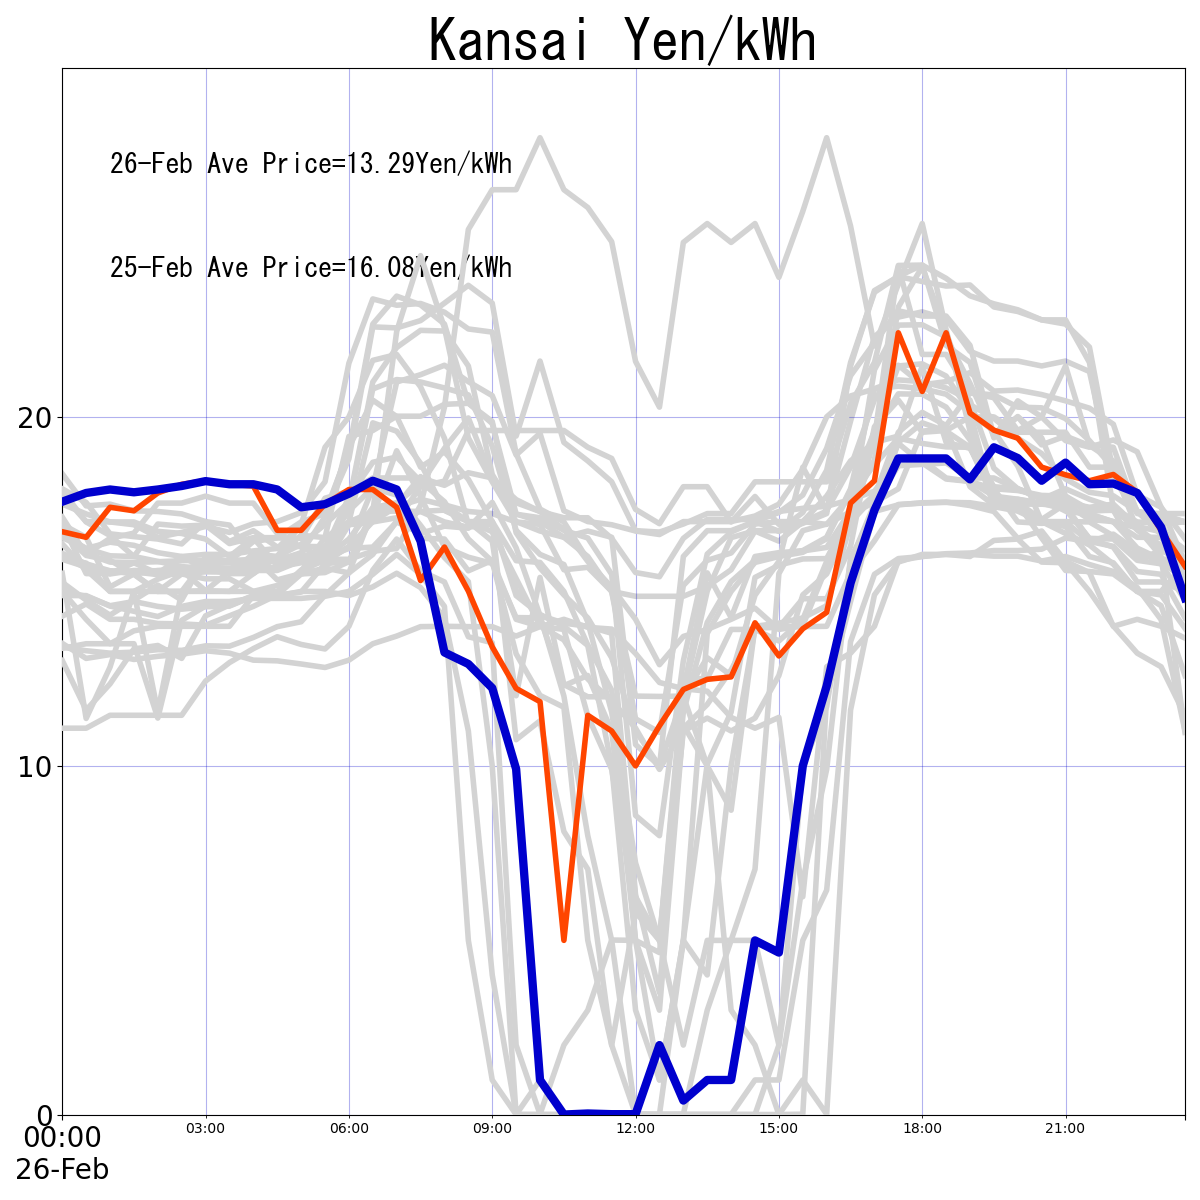 Kansai Yen/kWh
26-Feb Ave Price=13.29Yen/kWh
25-Feb Ave Price=16.08Yen/kWh
20
10
0
00:00 03:00 06:00 09:00 12:00 15:00 18:00 21:00
26-Feb